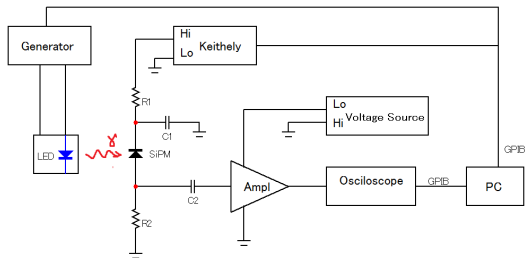 Generator
Hi
Lo
Keithely
R1
C1
Lo
Hi
Voltage Source
γ
LED
SiPM
GPIB
C2
Ampl
Osciloscope
GPIB
PC
R2